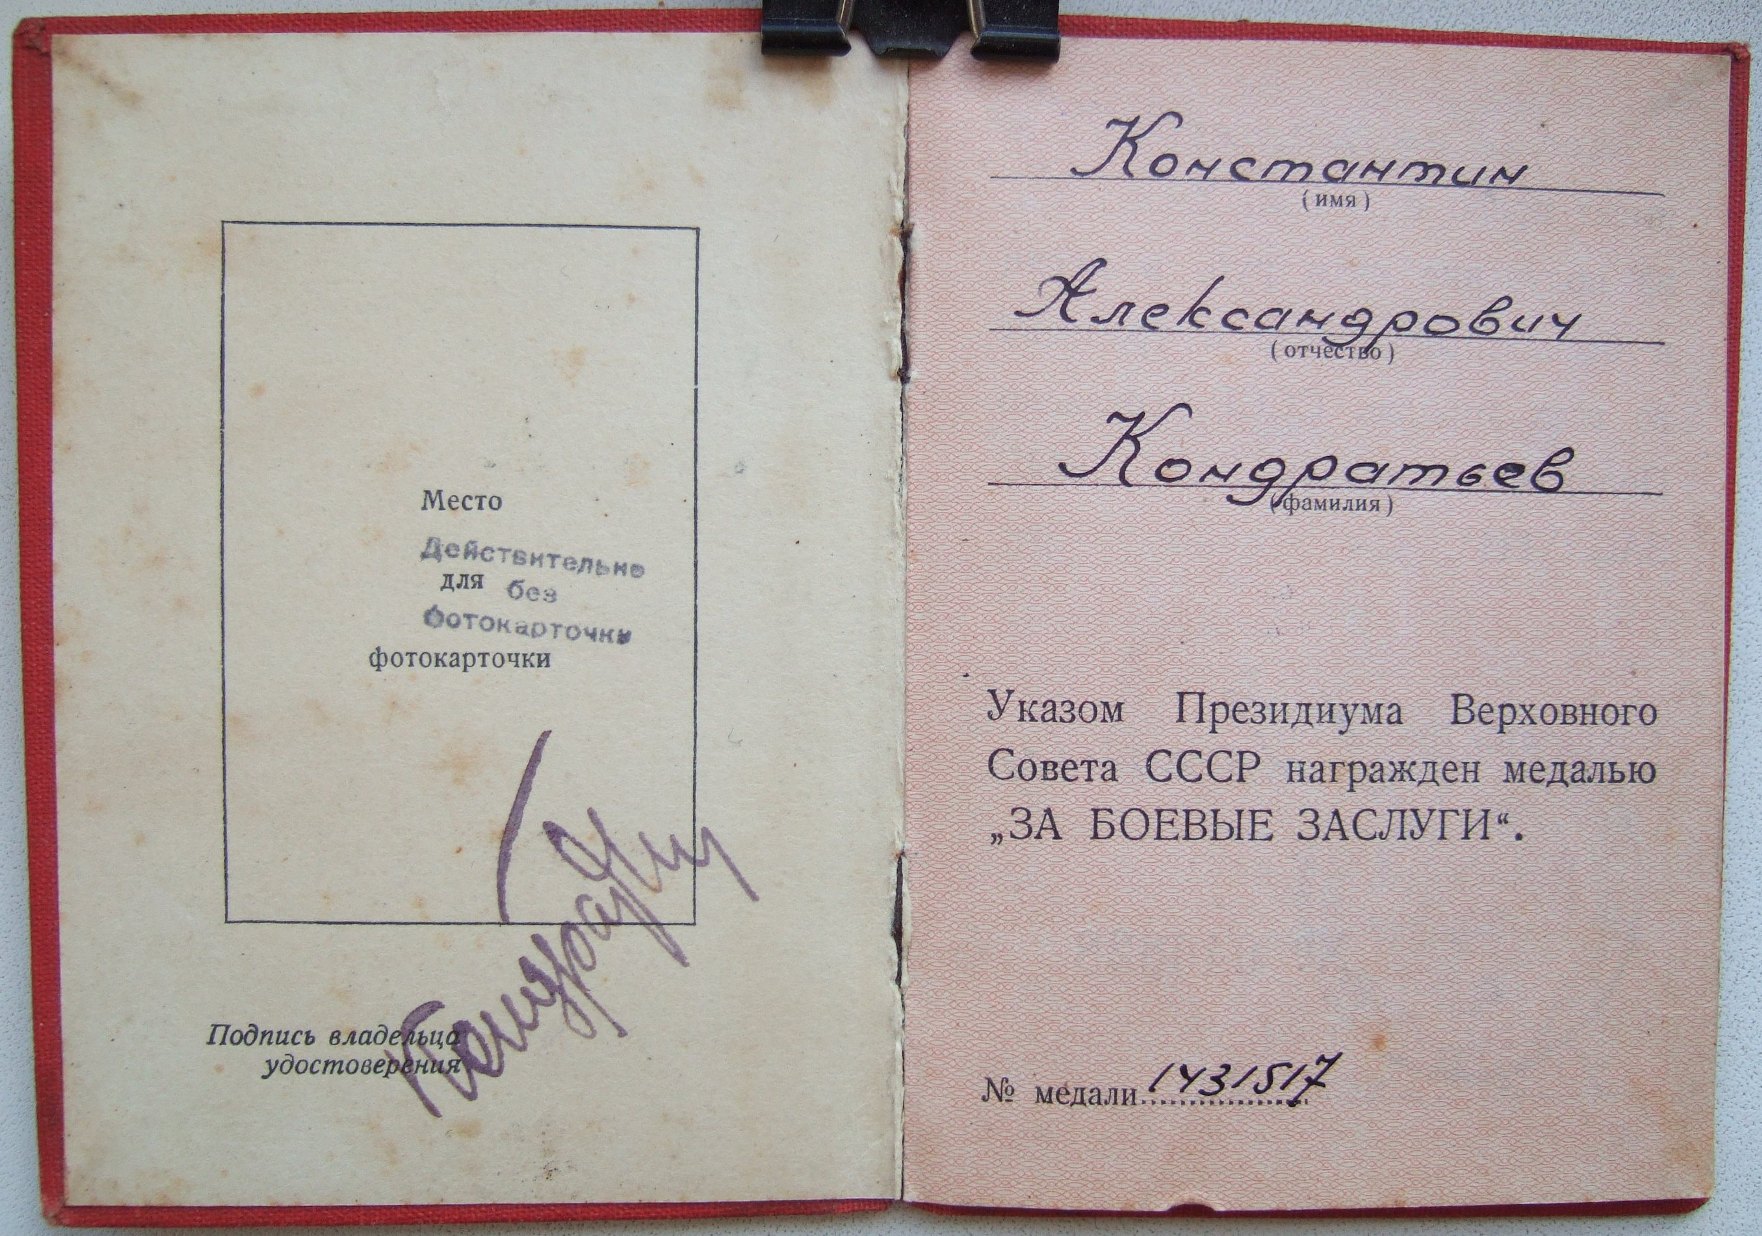 Место
Действительно
для без
фотокарточки
фотокарточки
Подпись владельца
удостоверения
Константин
(имя)
Александрович
(отчество)
Кондратьев
(фамилия)
Указом Президиума Верховного
Совета СССР награжден медалью
„ЗА БОЕВЫЕ ЗАСЛУГИ“.
№ медали 1431517